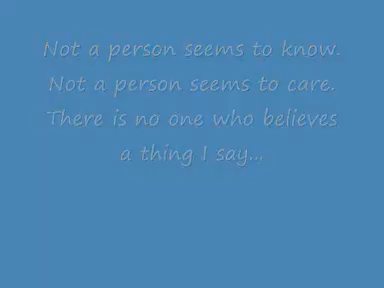 Not a person seems to know.
Not a person seems to care.
There is no one who believes
a thing I say...